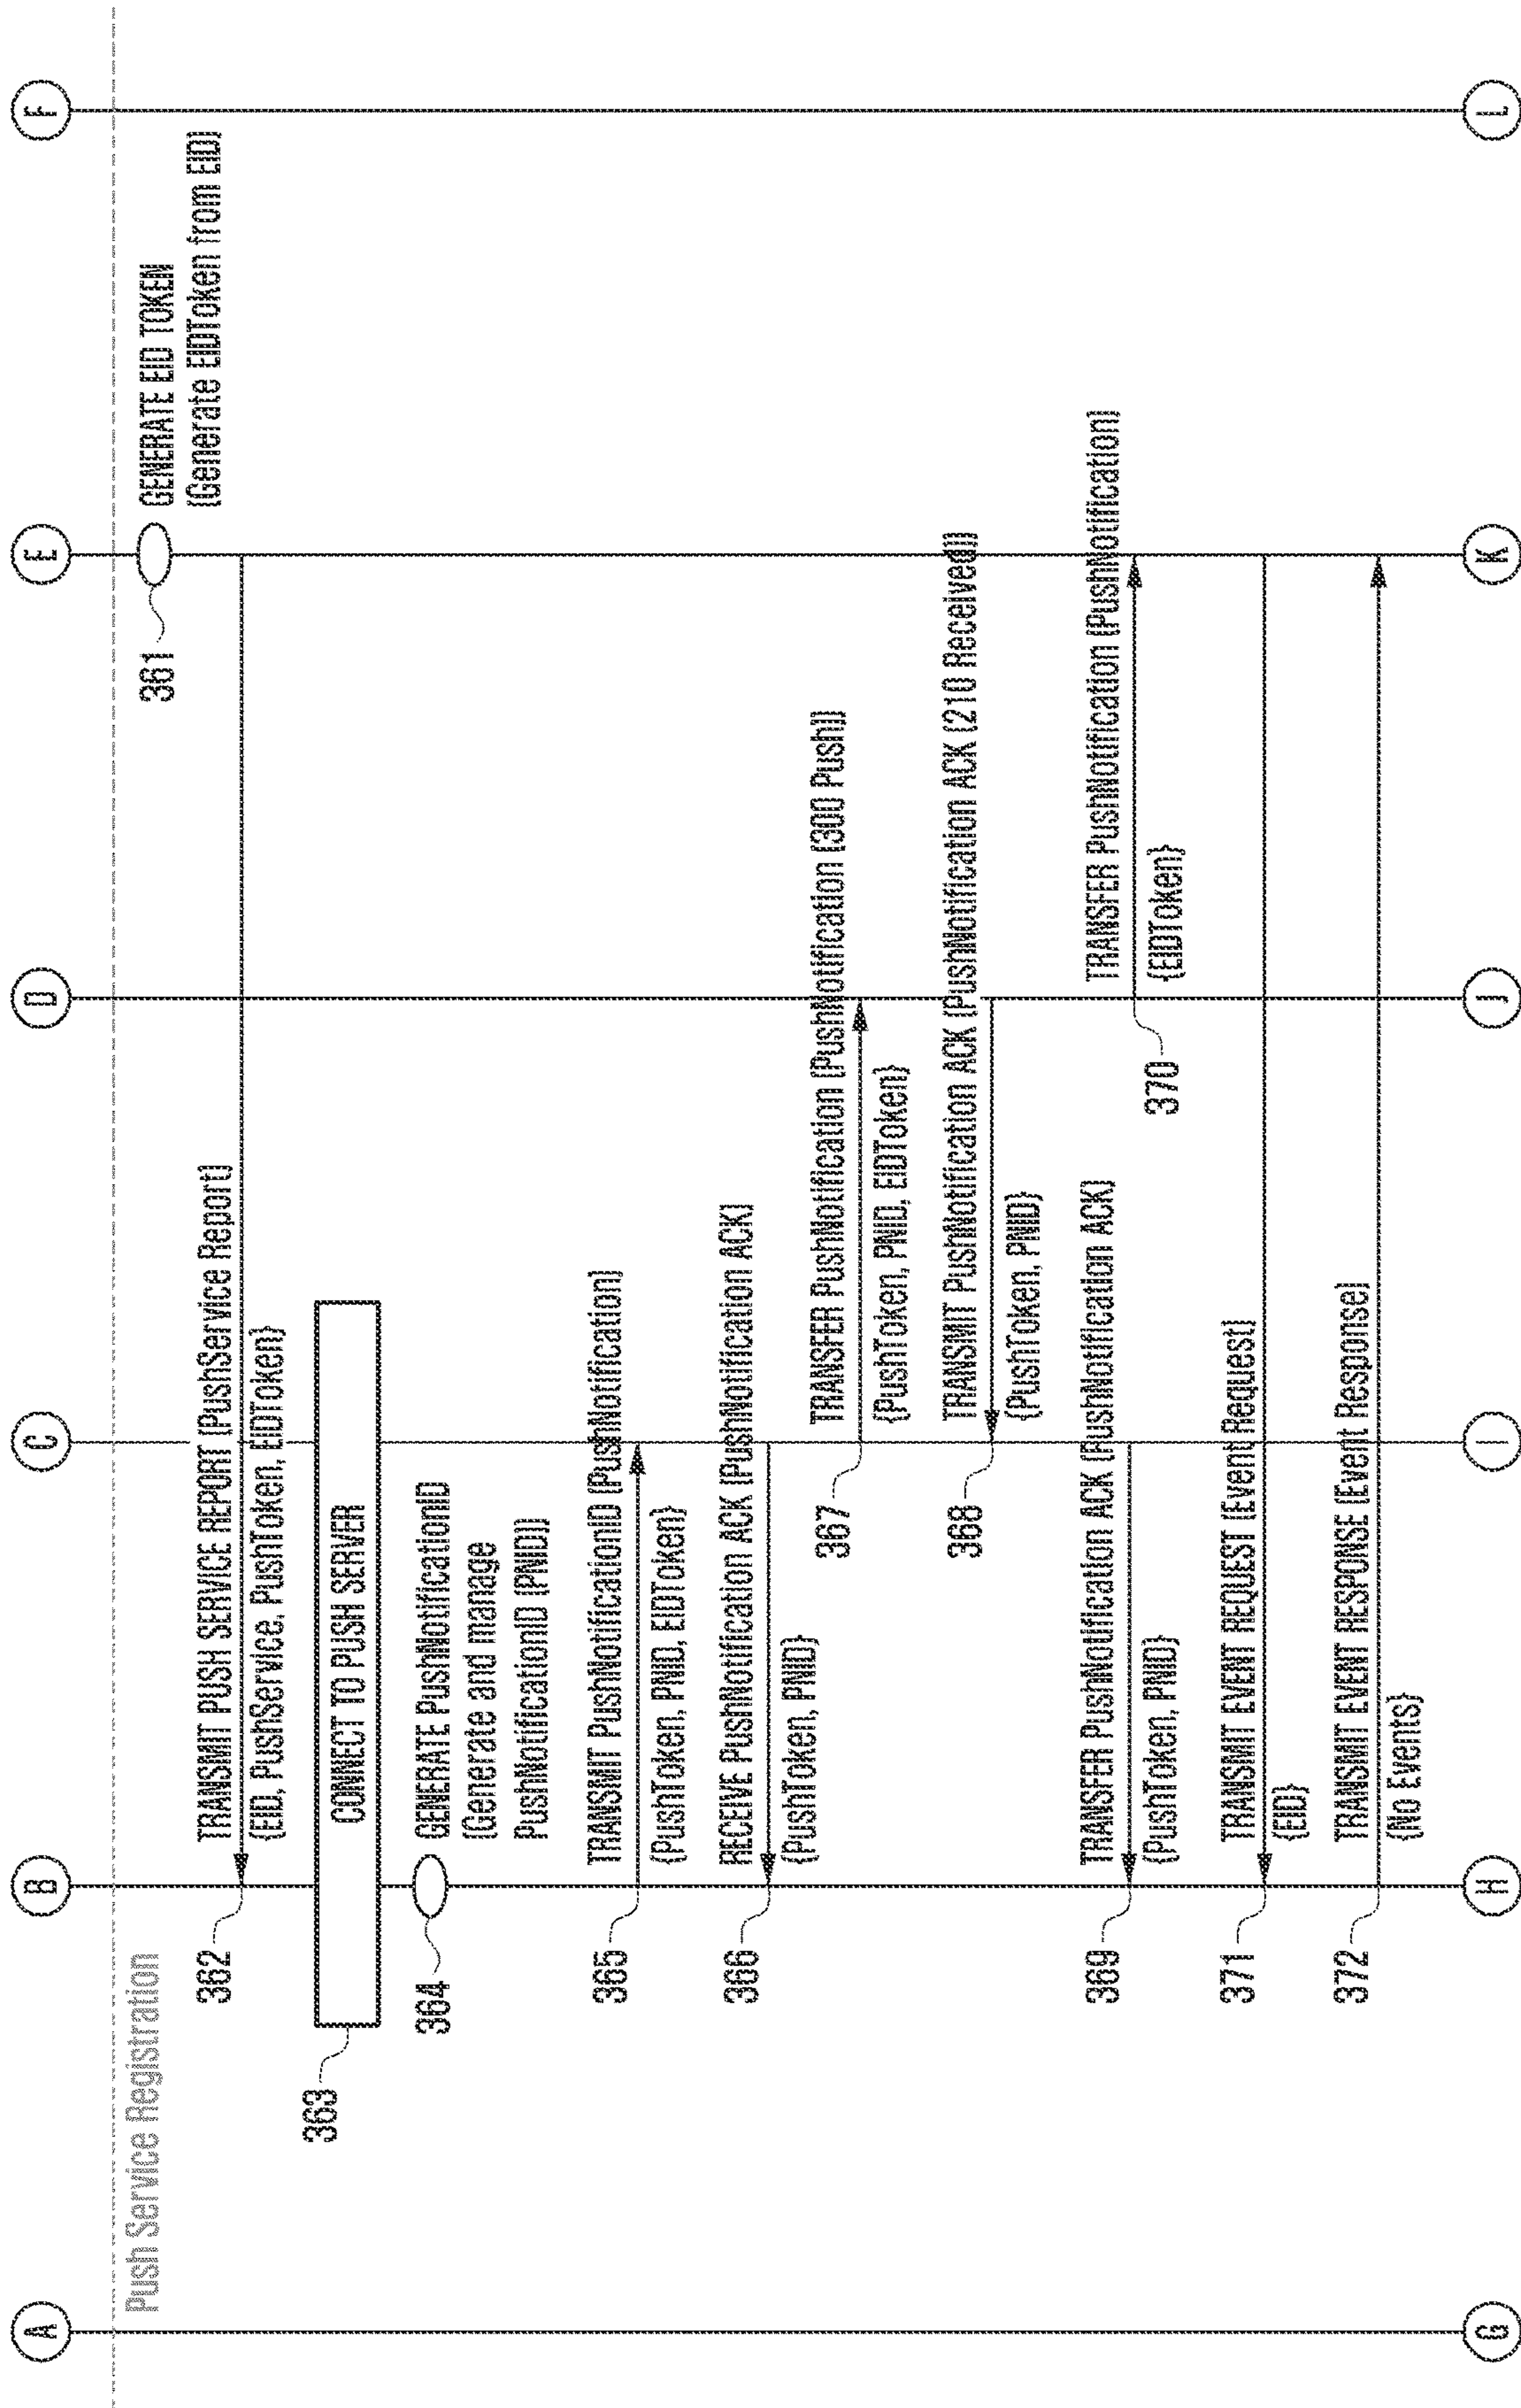 A
B
C
D
E
F
Push Service Registration
361
GENERATE EID TOKEN
(Generate EIDToken from EID)
362
TRANSMIT PUSH SERVICE REPORT (PushService Report)
{EID, PushService, PushToken, EIDToken}
363
CONNECT TO PUSH SERVER
364
GENERATE PushNotificationID
(Generate and manage
PushNotificationID (PNID))
365
TRANSMIT PushNotificationID (PushNotification)
{PushToken, PNID, EIDToken}
366
RECEIVE PushNotification ACK (PushNotification ACK)
{PushToken, PNID}
367
TRANSFER PushNotification (PushNotification (300 Push))
{PushToken, PNID, EIDToken}
368
TRANSMIT PushNotification ACK (PushNotification ACK (210 Received))
{PushToken, PNID}
369
TRANSFER PushNotification ACK (PushNotification ACK)
{PushToken, PNID}
370
TRANSFER PushNotification (PushNotification)
{EIDToken}
371
TRANSMIT EVENT REQUEST (Event Request)
{EID}
372
TRANSMIT EVENT RESPONSE (Event Response)
{No Events}
G
H
I
J
K
L